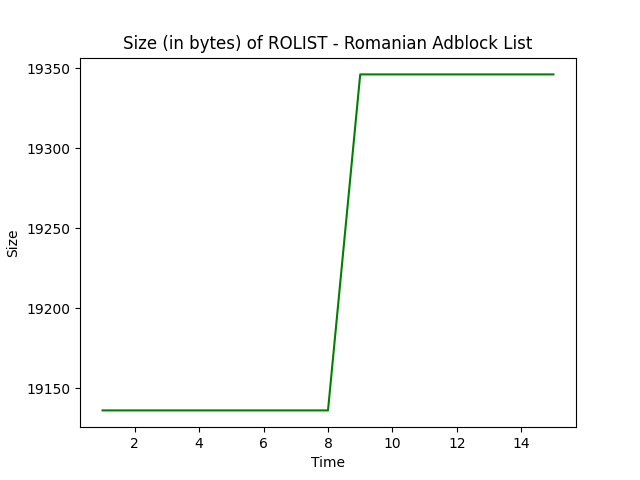 Size (in bytes) of ROLIST - Romanian Adblock List
19350
19300
19250
19200
19150
Size
2 4 6 8 10 12 14
Time